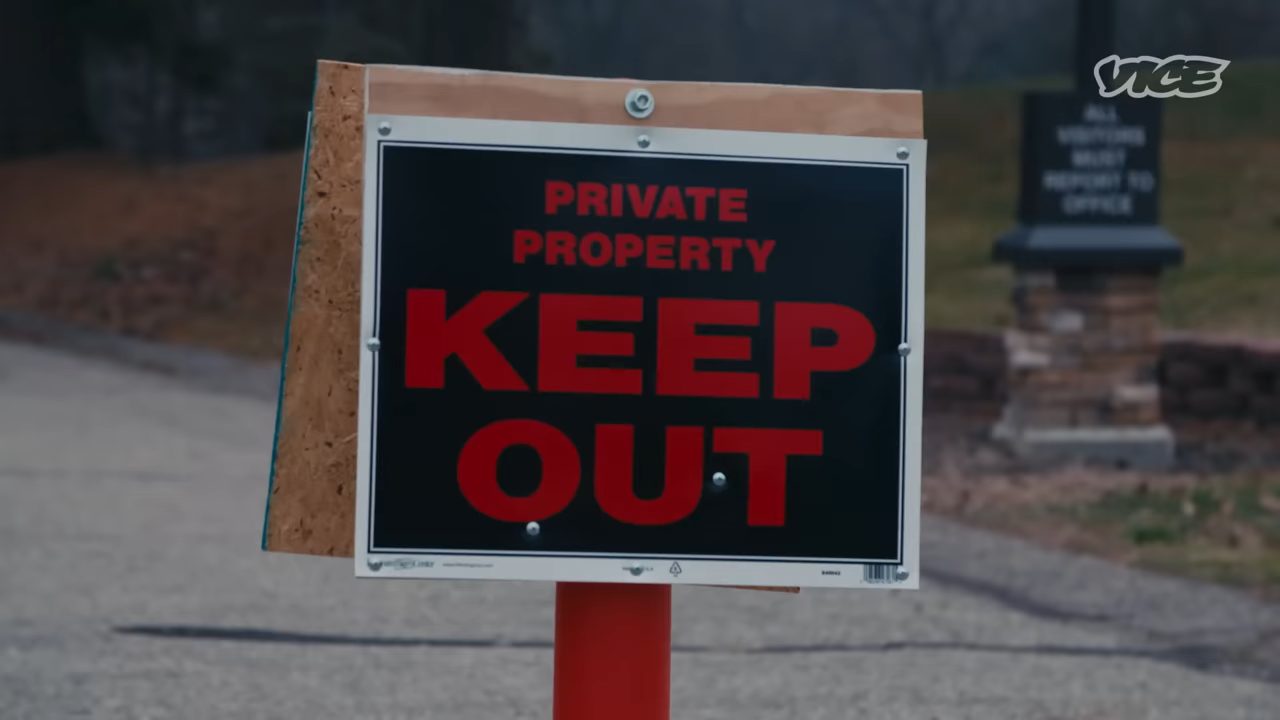 VICE
PRIVATE
PROPERTY
KEEP
OUT
ALL
VISITORS
MUST
REPORT TO
OFFICE